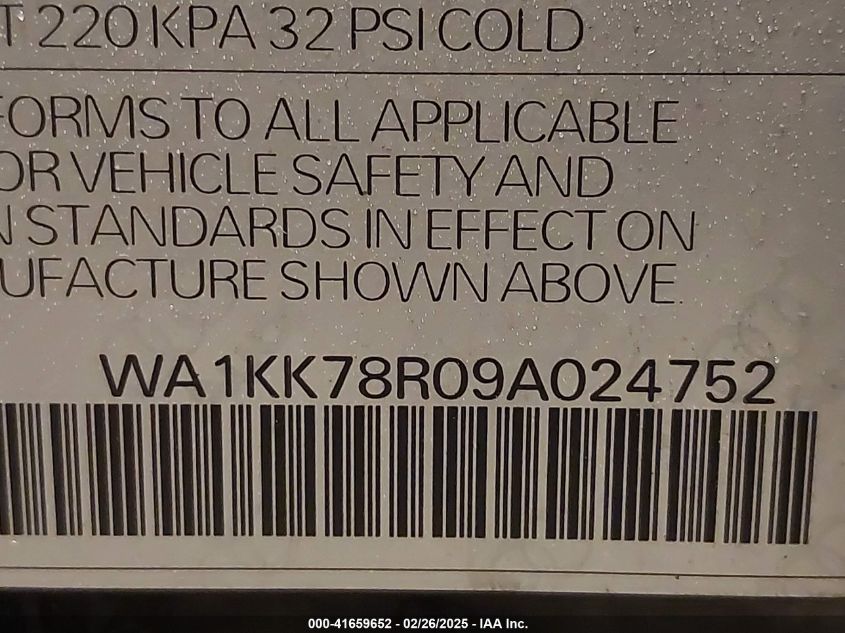 T 220 KPA 32 PSI COLD
FORMS TO ALL APPLICABLE
OR VEHICLE SAFETY AND
N STANDARDS IN EFFECT ON
UFACTURE SHOWN ABOVE.
WA1KK78R09A024752
000-41659652 - 02/26/2025 - IAA Inc.